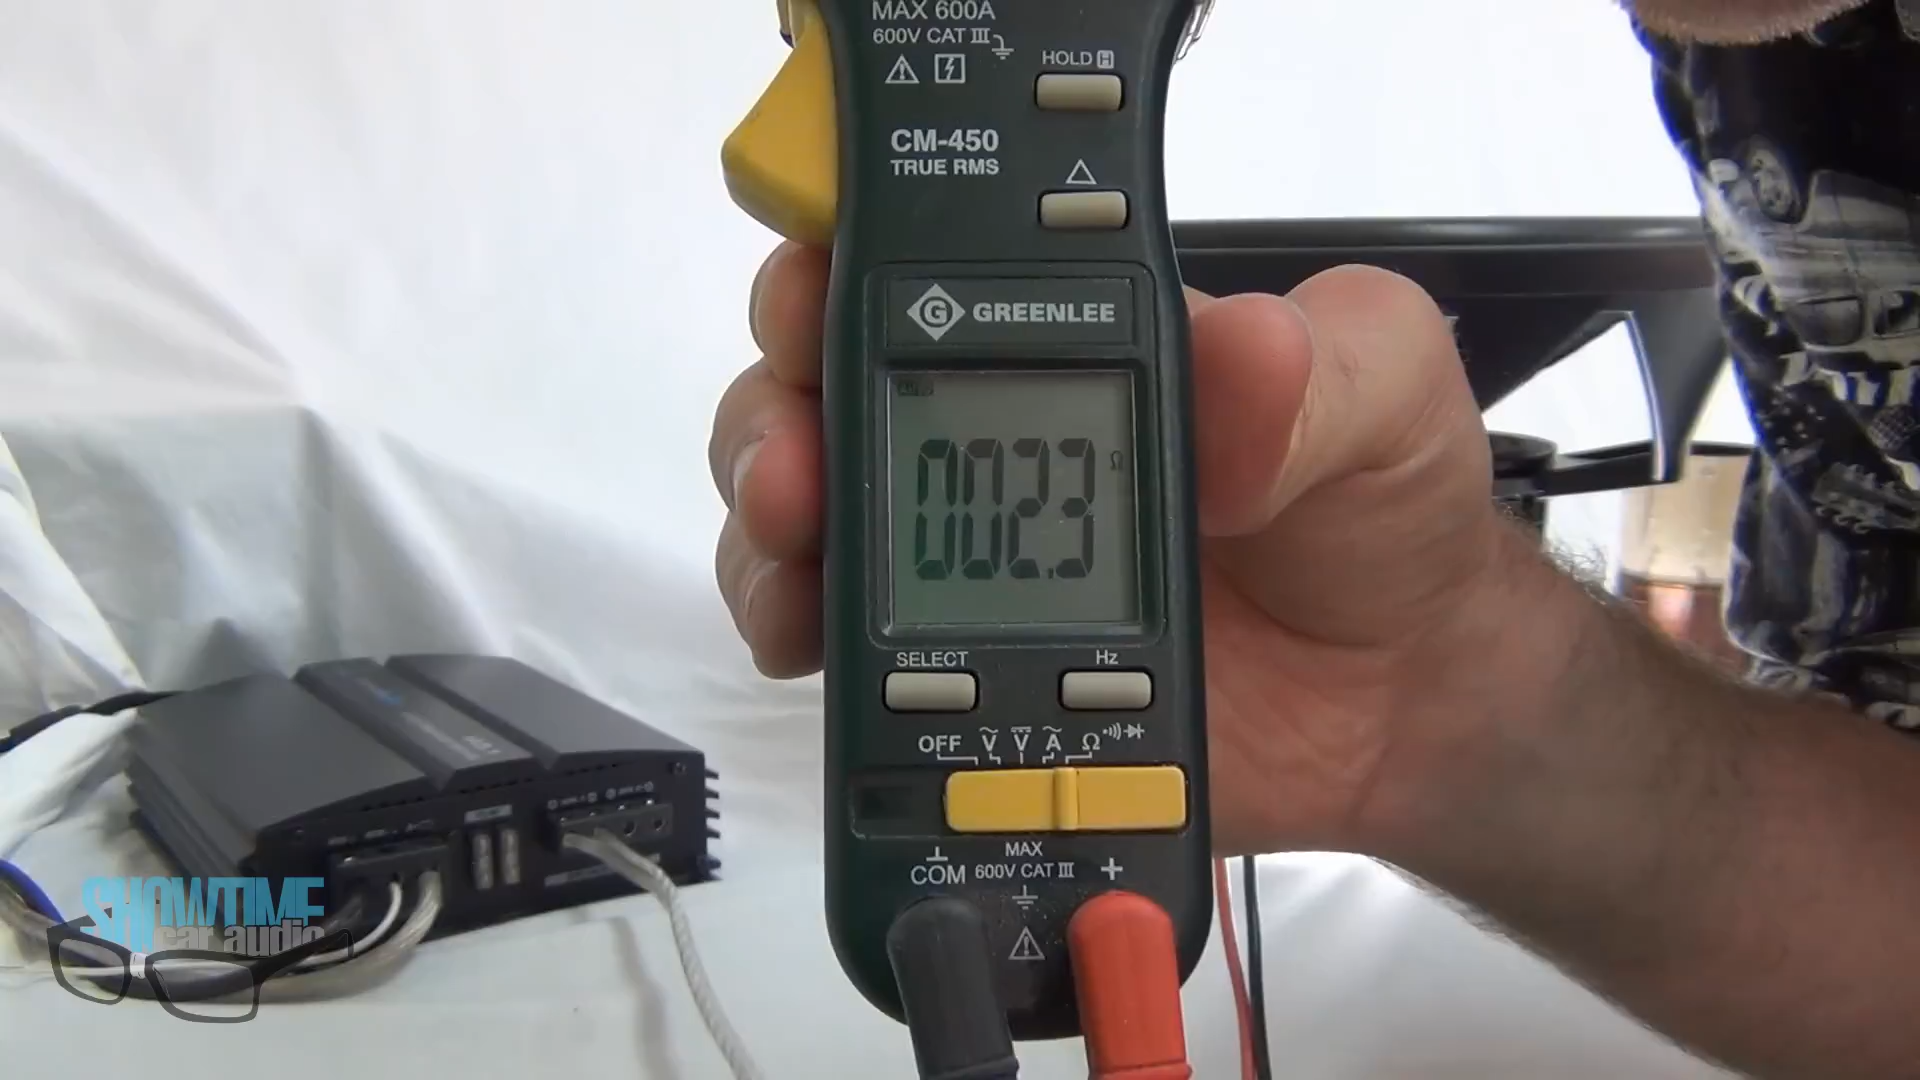 MAX 600A
600V CAT III
HOLD H
CM-450
TRUE RMS
G GREENLEE
AUTO
002.3 Ω
SELECT Hz
OFF V V A Ω
COM MAX 600V CAT III +
SHOWTIME
car audio